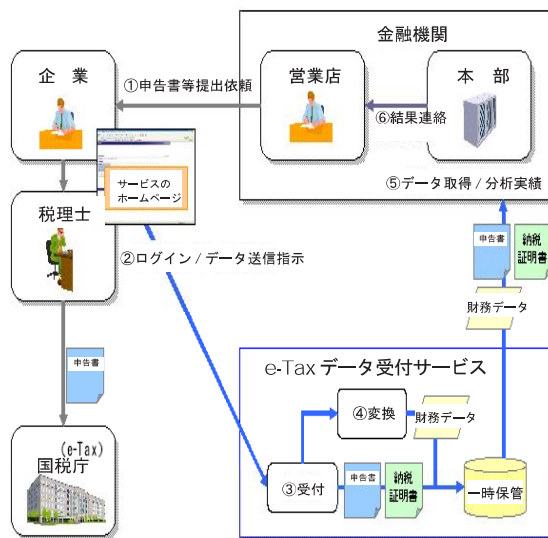 金融機関
企　業
営業店
本　部
①申告書等提出依頼
⑥結果連絡
サービスの
ホームページ
⑤データ取得/分析実績
税理士
申告書
納税
証明書
②ログイン/データ送信指示
財務データ
申告書
e-Taxデータ受付サービス
④変換
財務データ
(e-Tax)
国税庁
③受付
申告書
納税
証明書
一時保管